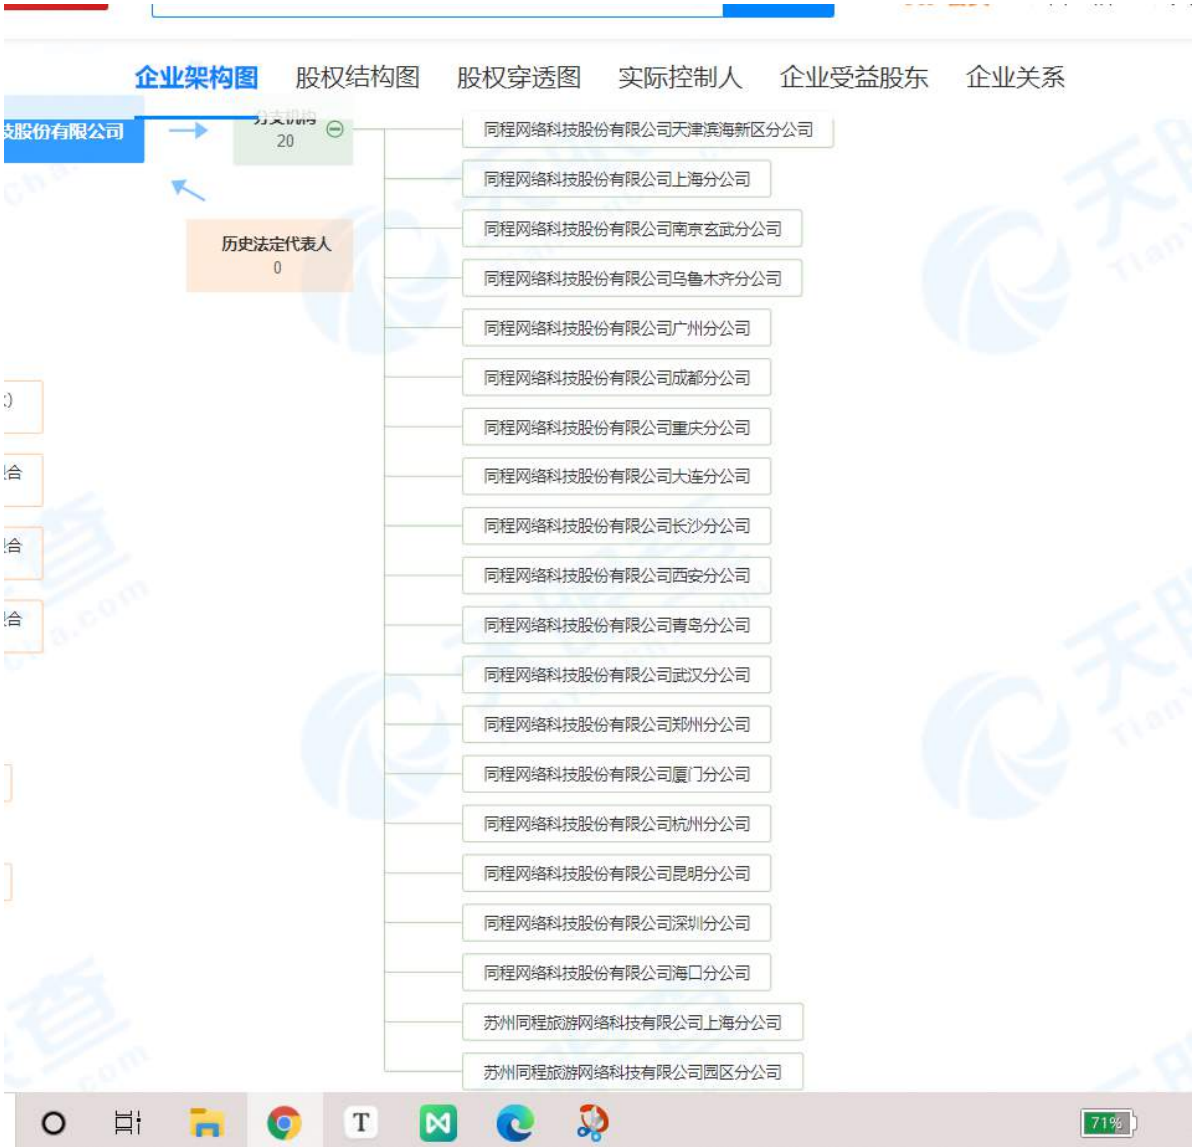 企业架构图 股权结构图 股权穿透图 实际控制人 企业受益股东 企业关系
技股份有限公司
分支机构
20
历史法定代表人
0
同程网络科技股份有限公司天津滨海新区分公司
同程网络科技股份有限公司上海分公司
同程网络科技股份有限公司南京玄武分公司
同程网络科技股份有限公司乌鲁木齐分公司
同程网络科技股份有限公司广州分公司
同程网络科技股份有限公司成都分公司
同程网络科技股份有限公司重庆分公司
同程网络科技股份有限公司大连分公司
同程网络科技股份有限公司长沙分公司
同程网络科技股份有限公司西安分公司
同程网络科技股份有限公司青岛分公司
同程网络科技股份有限公司武汉分公司
同程网络科技股份有限公司郑州分公司
同程网络科技股份有限公司厦门分公司
同程网络科技股份有限公司杭州分公司
同程网络科技股份有限公司昆明分公司
同程网络科技股份有限公司深圳分公司
同程网络科技股份有限公司海口分公司
苏州同程旅游网络科技有限公司上海分公司
苏州同程旅游网络科技有限公司园区分公司
合
合
合
T
71%